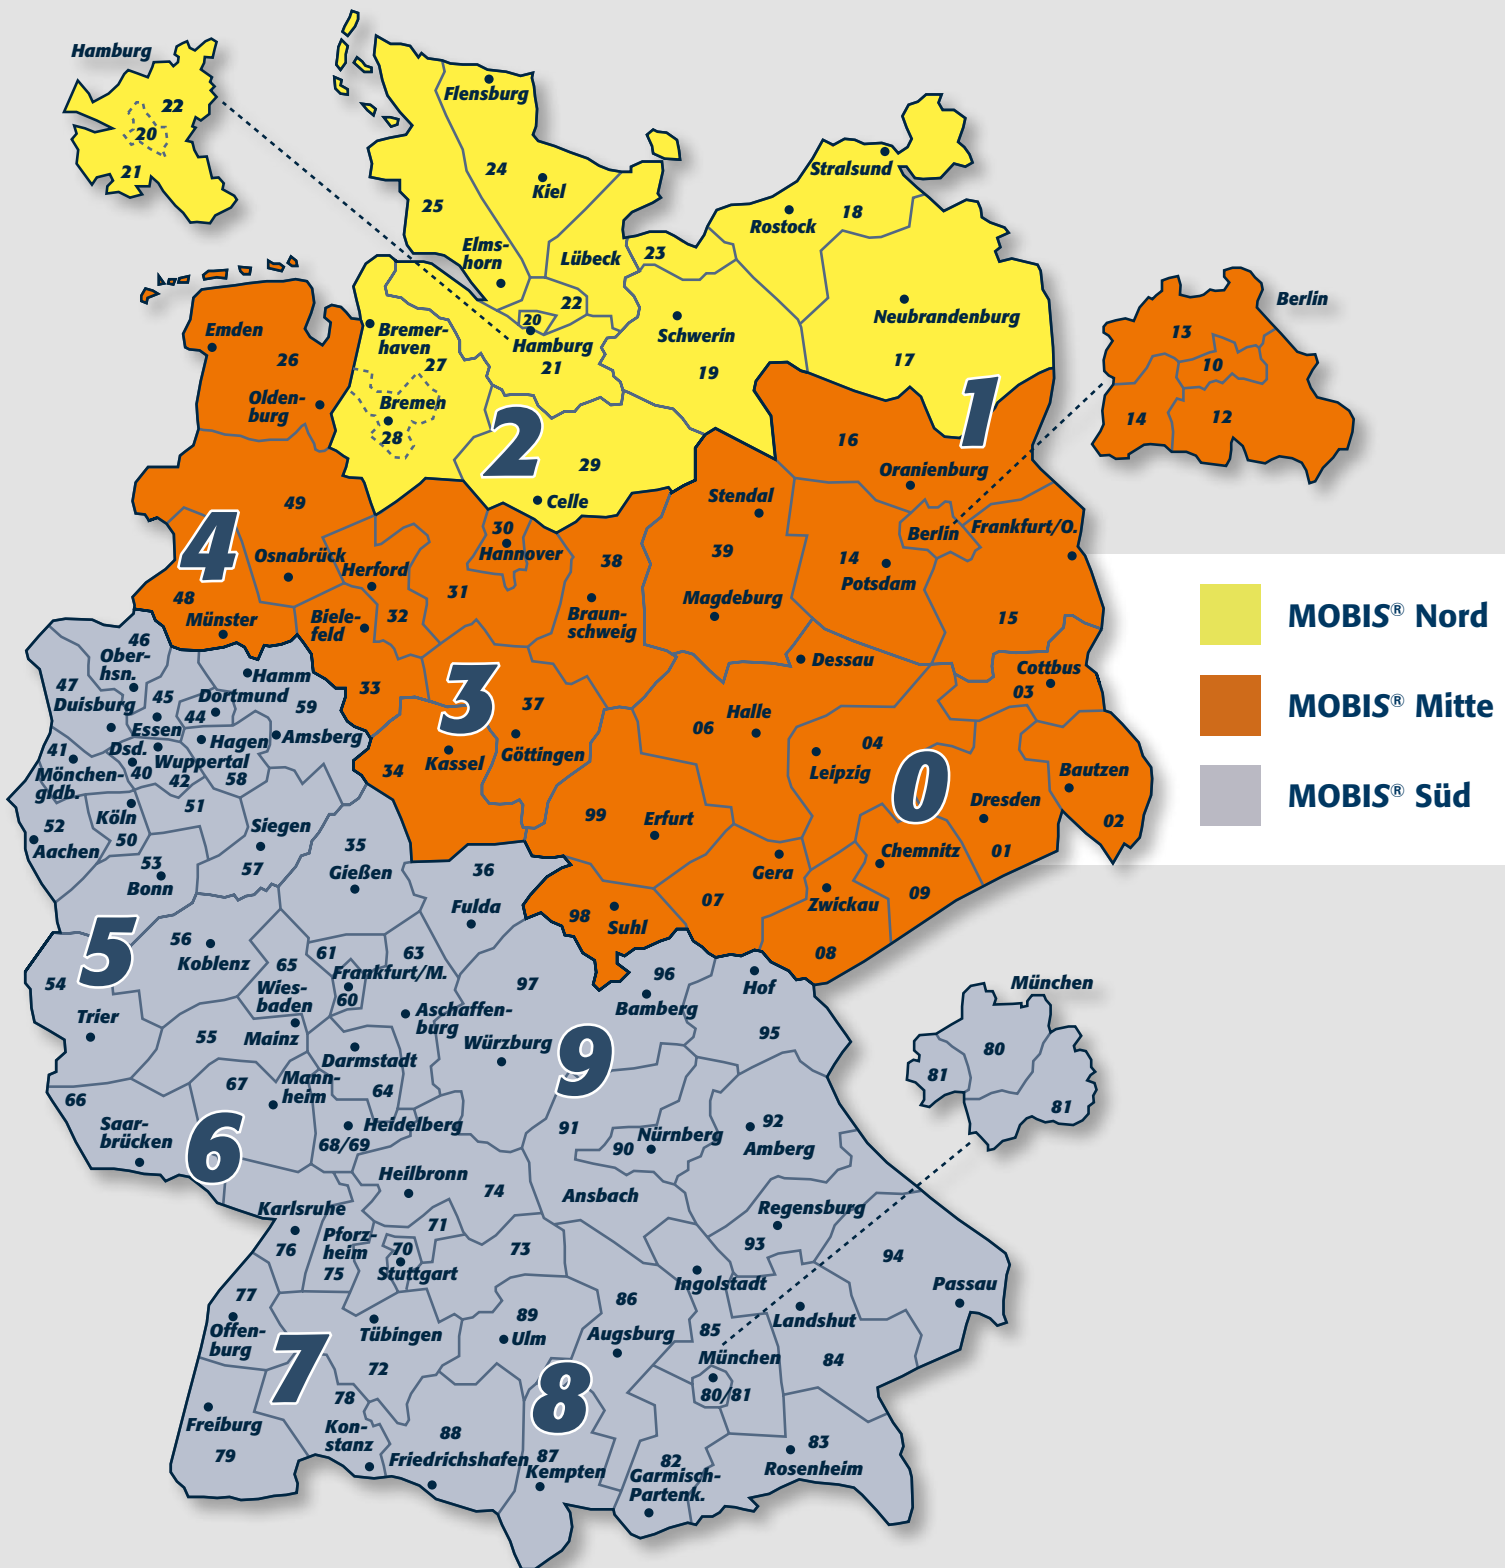 Hamburg
22
20
21
Flensburg
24
Kiel
25
Elms-
horn
Lübeck
23
22
20
Hamburg
21
Stralsund
18
Rostock
Neubrandenburg
17
Schwerin
19
1
Berlin
13
10
14
12
Emden
26
Olden-
burg
Bremer-
haven
27
Bremen
28
2
29
Celle
16
Oranienburg
Berlin
Frankfurt/O.
14
Potsdam
15
Stendal
39
Magdeburg
Dessau
Cottbus
03
49
4
Osnabrück
48
Münster
Herford
Biele-
feld
32
31
30
Hannover
38
Braun-
schweig
33
3
37
Göttingen
Kassel
34
06
Halle
04
Leipzig
0
Bautzen
02
Dresden
01
Chemnitz
09
Zwickau
08
Gera
07
99
Erfurt
98
Suhl
MOBIS® Nord
MOBIS® Mitte
MOBIS® Süd
46
Ober-
hsn.
47
Duisburg
45
Essen
44
Dortmund
Hamm
59
Amsberg
Hagen
58
Dsd.
40
Wuppertal
42
41
Mönchen-
gldb.
Köln
50
51
52
Aachen
53
Bonn
Siegen
57
35
Gießen
36
Fulda
5
54
Trier
56
Koblenz
65
Wies-
baden
61
63
Frankfurt/M.
60
55
Mainz
Aschaffen-
burg
97
Würzburg
9
96
Bamberg
Hof
95
Darmstadt
64
67
Mann-
heim
66
Saar-
brücken
6
Heidelberg
68/69
91
90
Nürnberg
92
Amberg
Ansbach
München
80
81
81
Heilbronn
74
71
Karlsruhe
76
Pforz-
heim
75
70
Stuttgart
73
Regensburg
93
94
Passau
Ingolstadt
Landshut
84
77
Offen-
burg
7
Tübingen
72
89
Ulm
86
Augsburg
85
München
80/81
8
78
Kon-
stanz
Freiburg
79
88
Friedrichshafen
87
Kempten
82
Garmisch-
Partenk.
83
Rosenheim